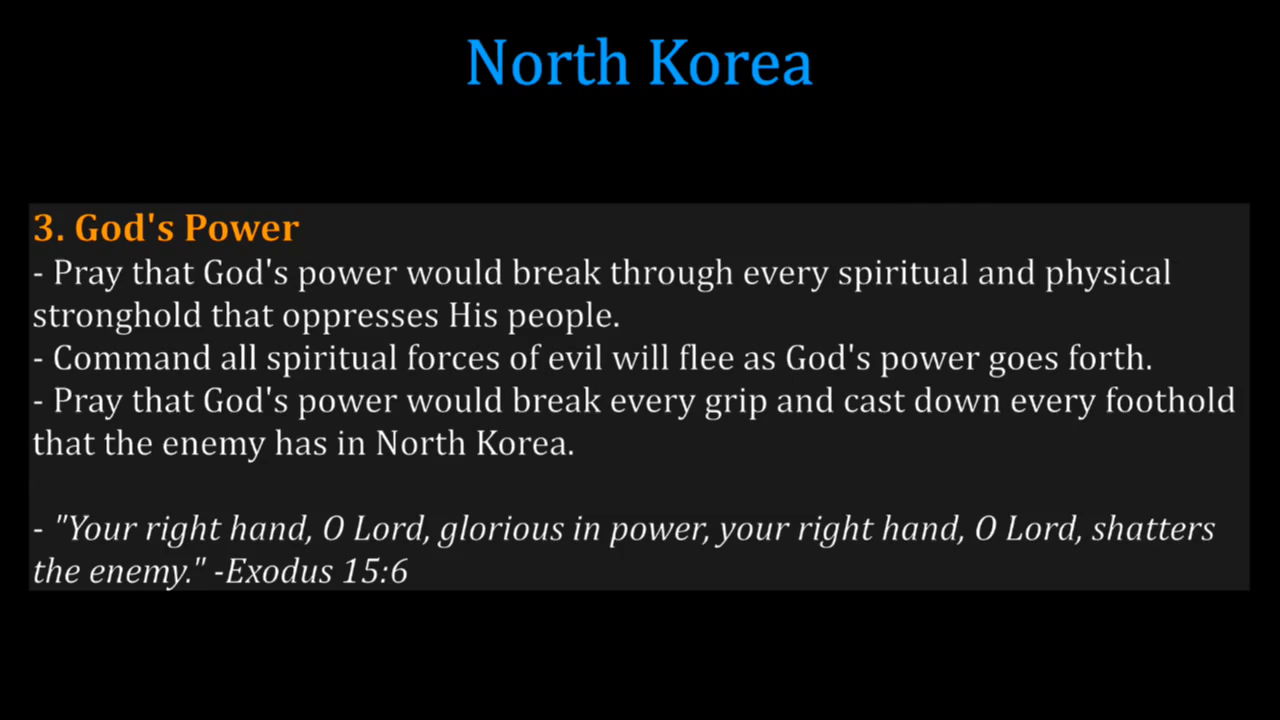 North Korea
3. God's Power
- Pray that God's power would break through every spiritual and physical
stronghold that oppresses His people.
- Command all spiritual forces of evil will flee as God's power goes forth.
- Pray that God's power would break every grip and cast down every foothold
that the enemy has in North Korea.
- "Your right hand, O Lord, glorious in power, your right hand, O Lord, shatters
the enemy." -Exodus 15:6